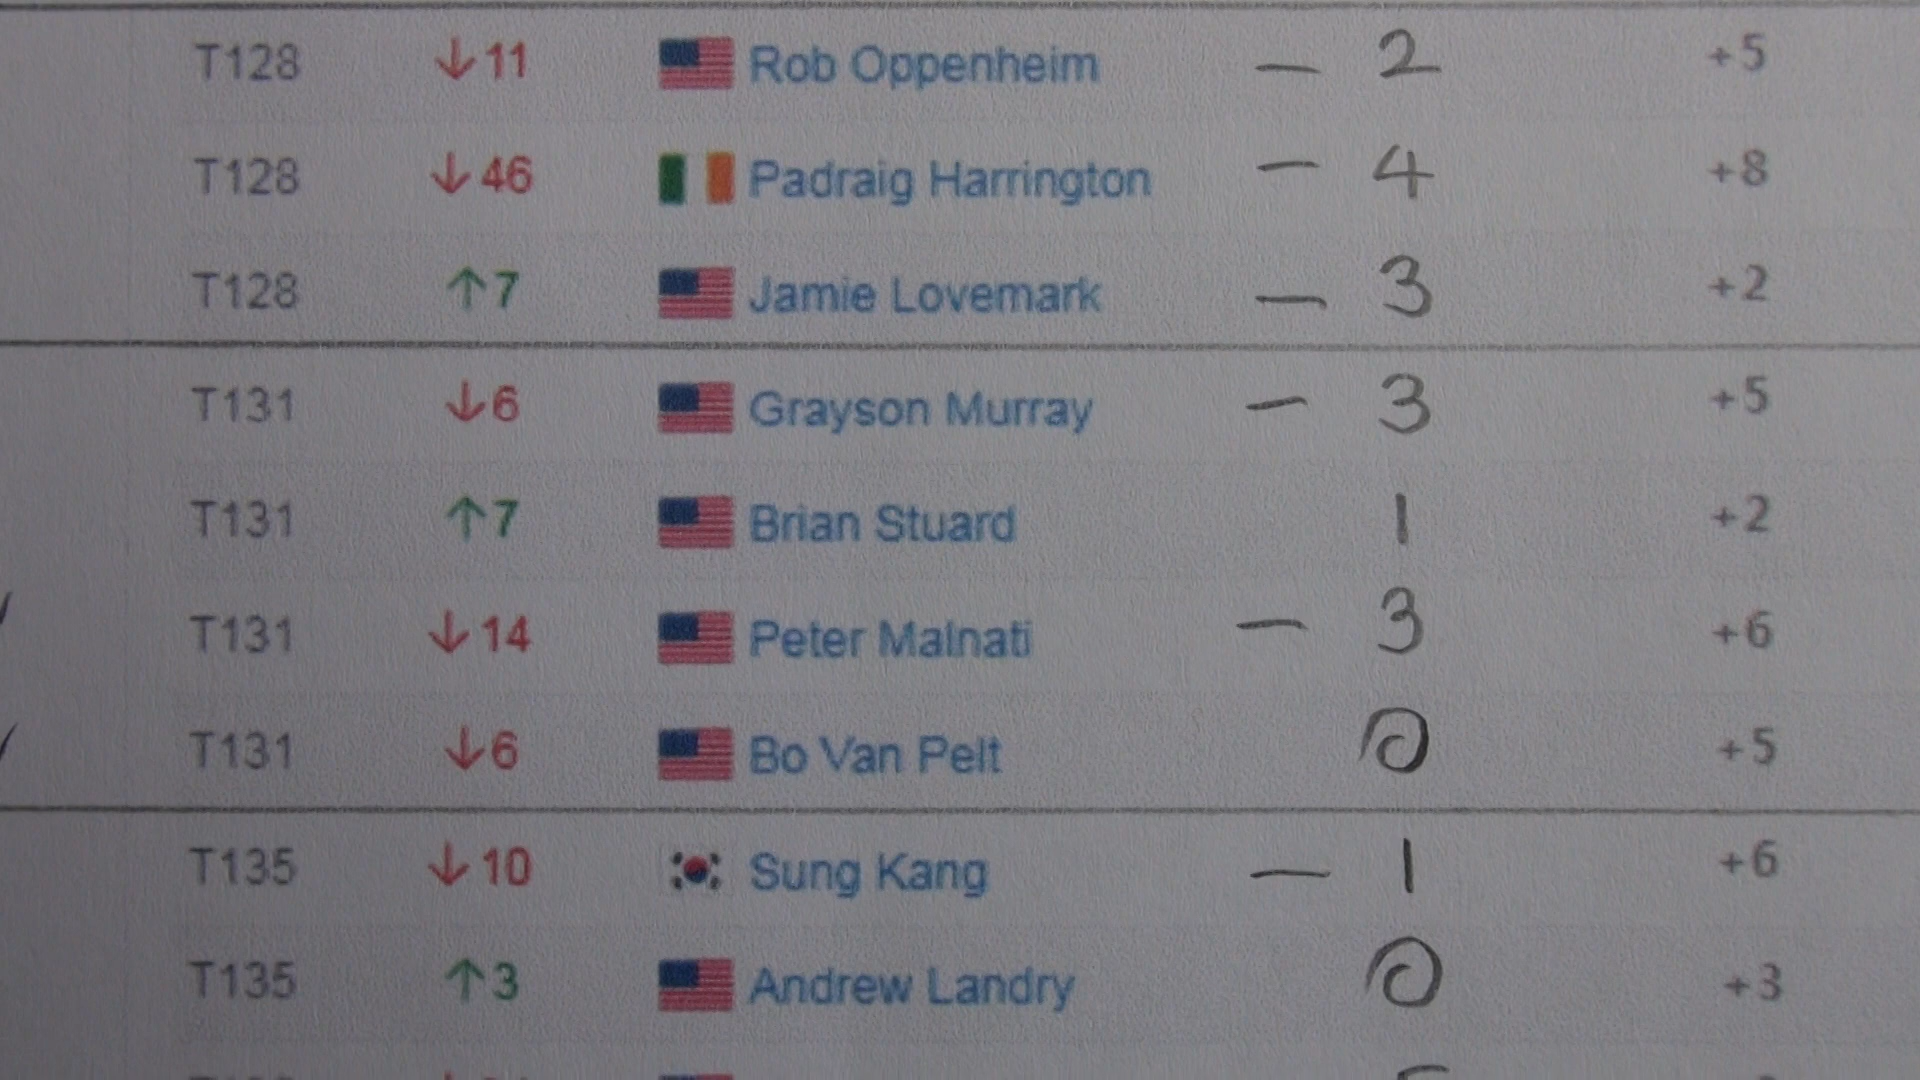 T128 ↓11 Rob Oppenheim — 2 +5
T128 ↓46 Padraig Harrington — 4 +8
T128 ↑7 Jamie Lovemark — 3 +2
T131 ↓6 Grayson Murray — 3 +5
T131 ↑7 Brian Stuard 1 +2
T131 ↓14 Peter Malnati — 3 +6
T131 ↓6 Bo Van Pelt 0 +5
T135 ↓10 Sung Kang — 1 +6
T135 ↑3 Andrew Landry 0 +3